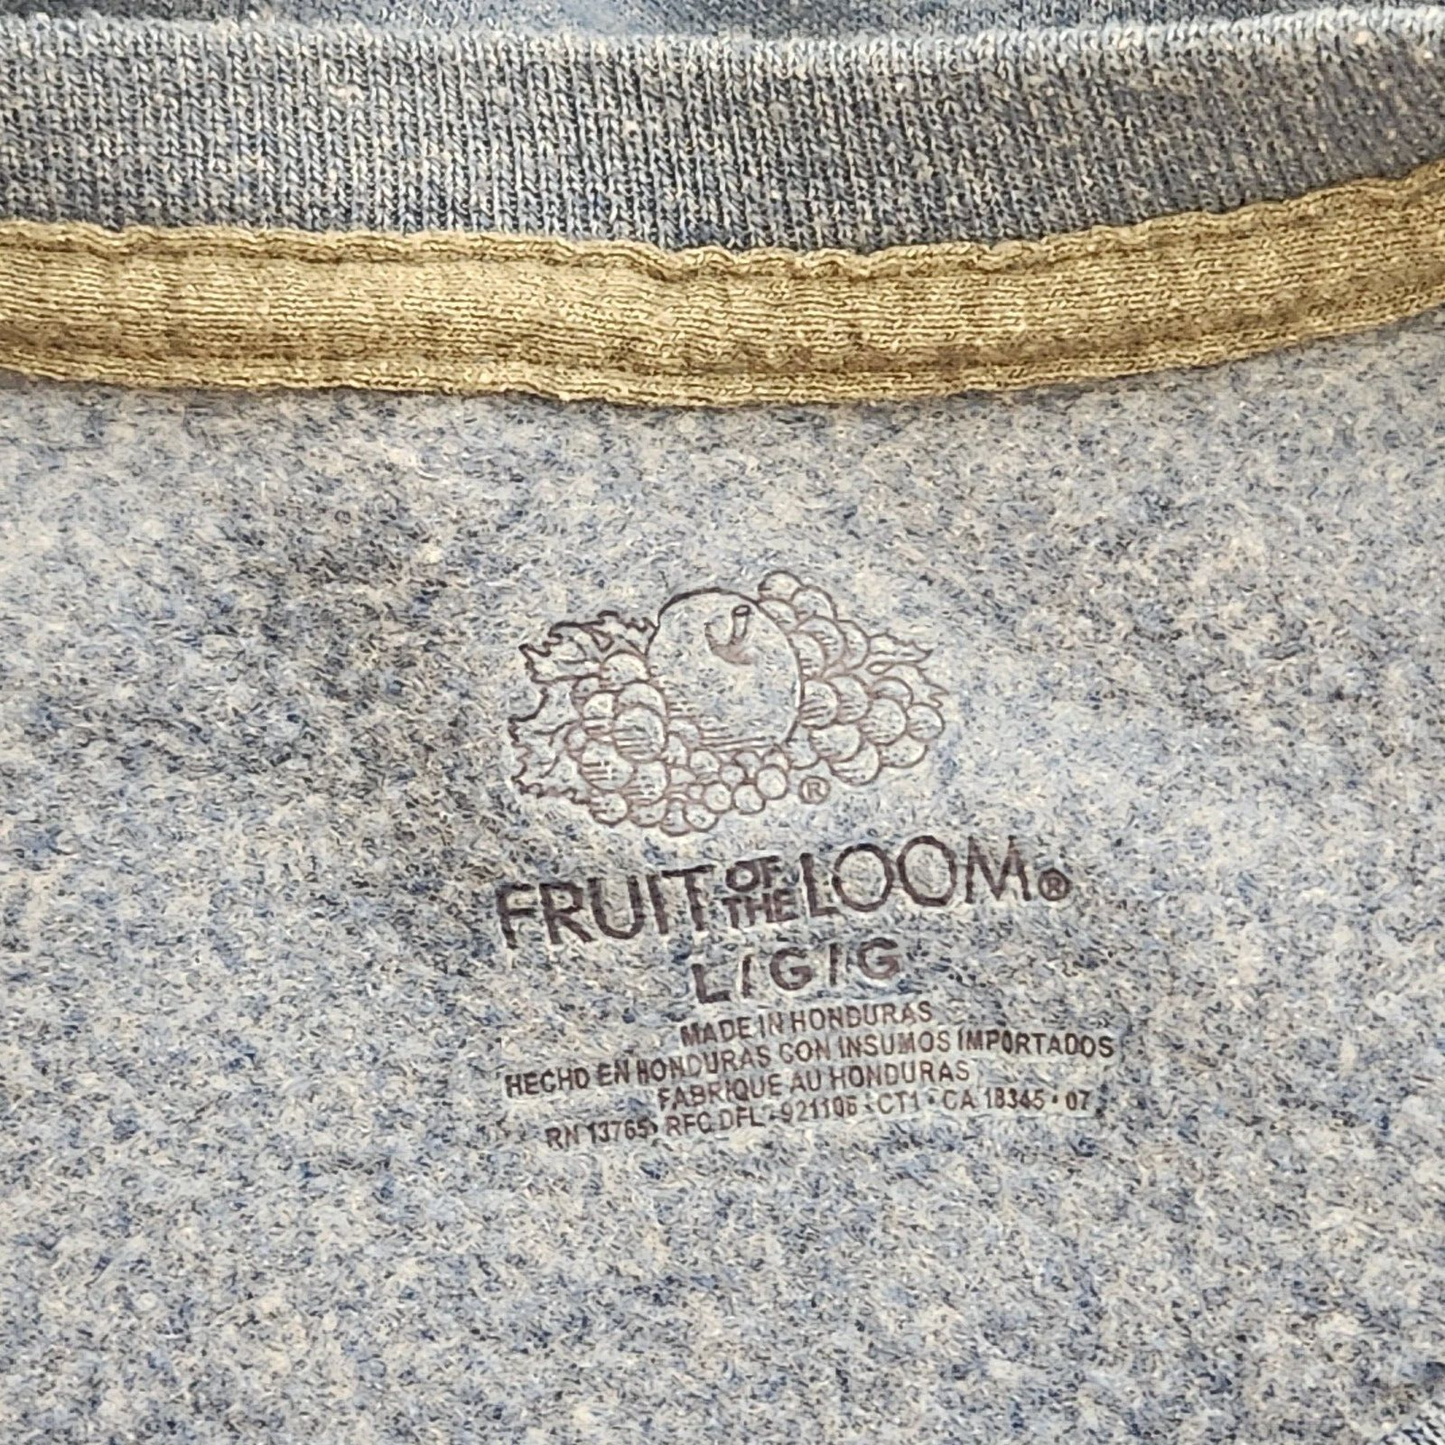 ®
FRUIT OF THE LOOM®
L/G/G
MADE IN HONDURAS
HECHO EN HONDURAS CON INSUMOS IMPORTADOS
FABRIQUE AU HONDURAS
RN 13765 RFC DFL - 921106 CT1 • CA 18345 • 07